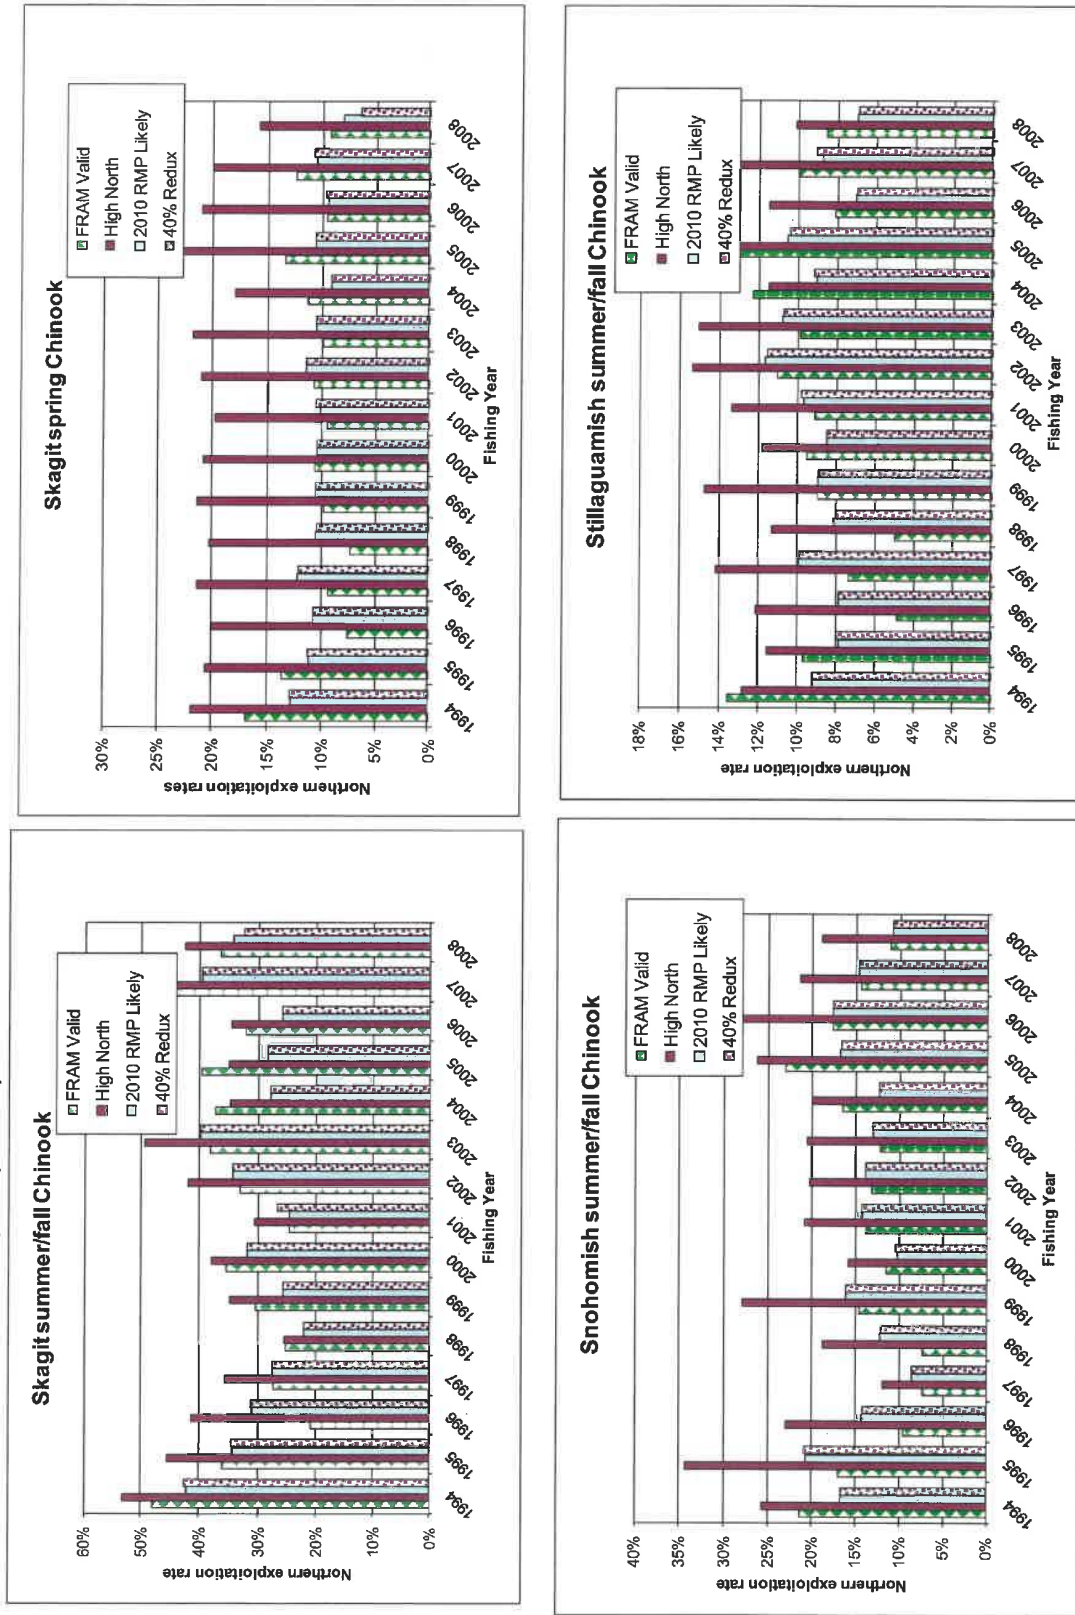 Skagit summer/fall Chinook
60%
50%
40%
30%
20%
10%
0%
Northern exploitation rate
FRAM Valid
High North
2010 RMP Likely
40% Redux
1994 1995 1996 1997 1998 1999 2000 2001 2002 2003 2004 2005 2006 2007 2008
Fishing Year
Skagit spring Chinook
30%
25%
20%
15%
10%
5%
0%
Northern exploitation rates
FRAM Valid
High North
2010 RMP Likely
40% Redux
1994 1995 1996 1997 1998 1999 2000 2001 2002 2003 2004 2005 2006 2007 2008
Fishing Year
Snohomish summer/fall Chinook
40%
35%
30%
25%
20%
15%
10%
5%
0%
Northern exploitation rate
FRAM Valid
High North
2010 RMP Likely
40% Redux
1994 1995 1996 1997 1998 1999 2000 2001 2002 2003 2004 2005 2006 2007 2008
Fishing Year
Stillaguamish summer/fall Chinook
18%
16%
14%
12%
10%
8%
6%
4%
2%
0%
Northern exploitation rate
FRAM Valid
High North
2010 RMP Likely
40% Redux
1994 1995 1996 1997 1998 1999 2000 2001 2002 2003 2004 2005 2006 2007 2008
Fishing Year